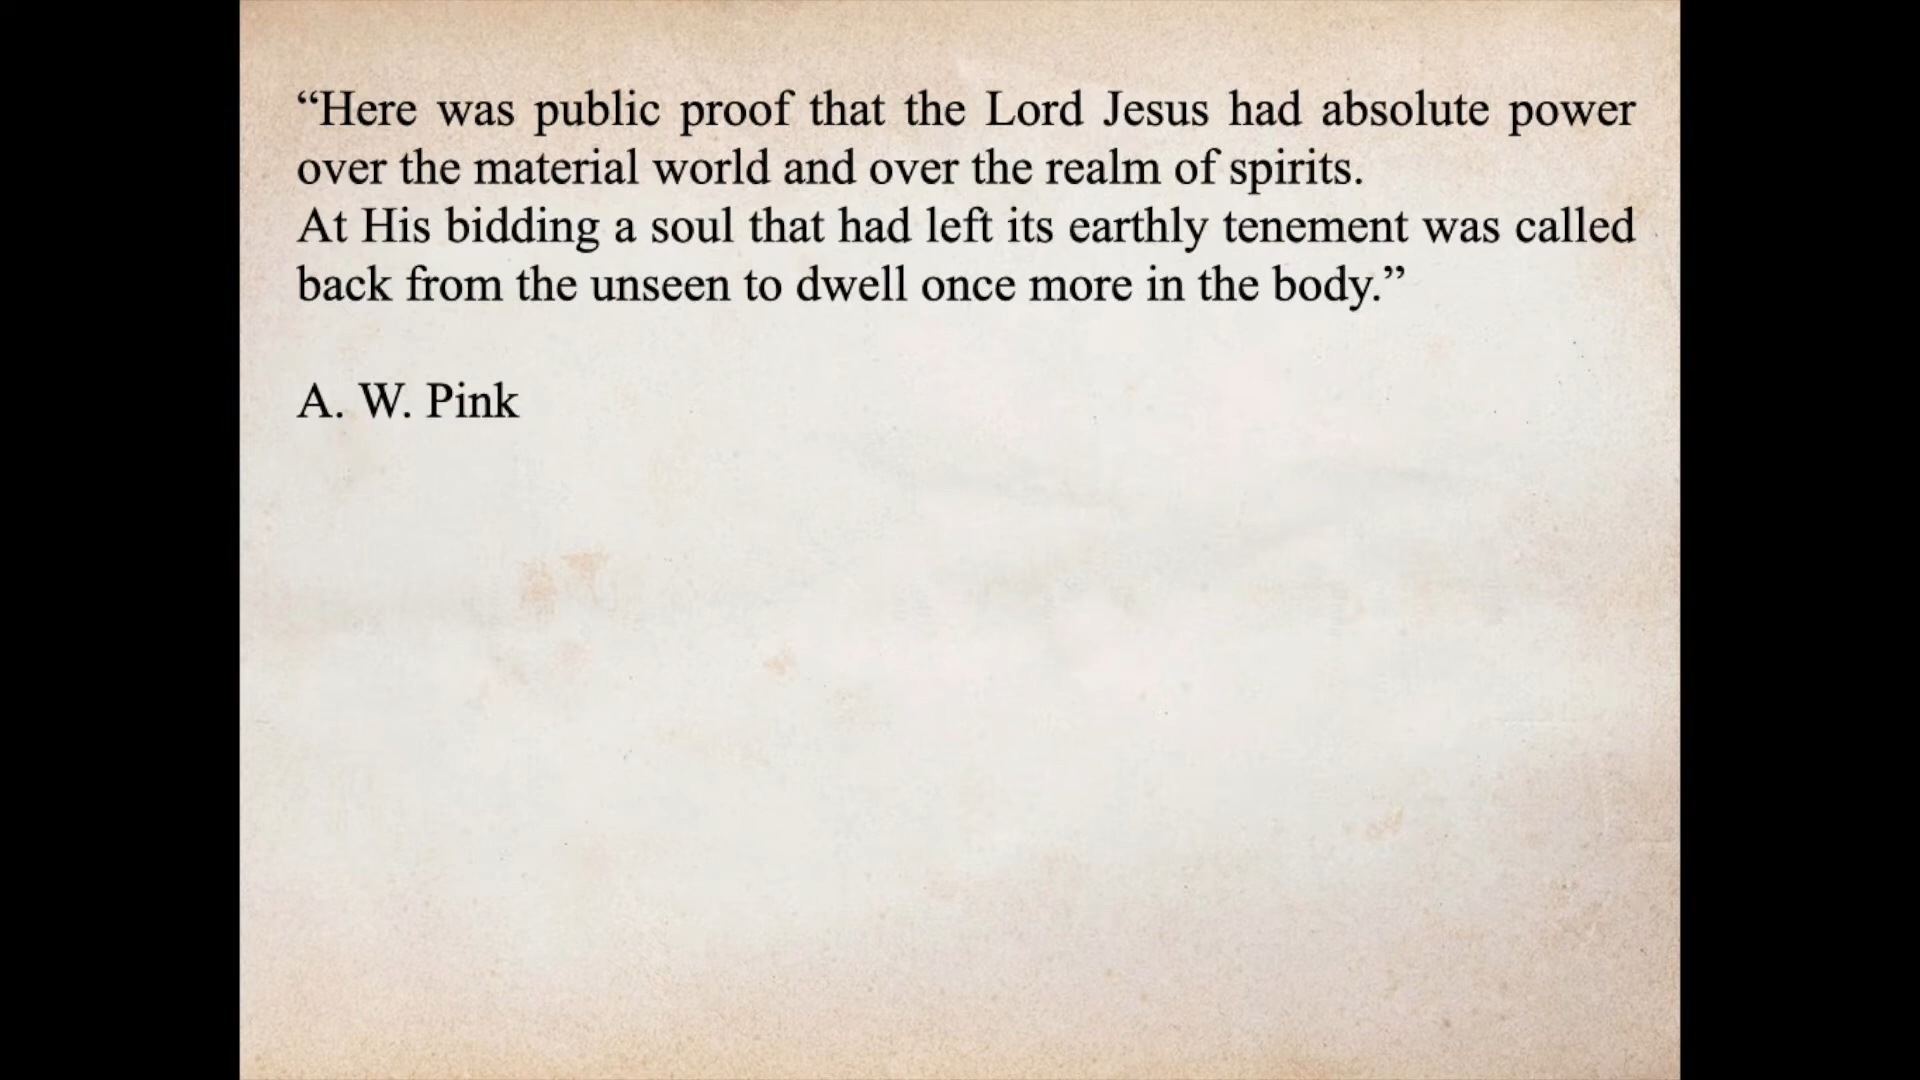 “Here was public proof that the Lord Jesus had absolute power
over the material world and over the realm of spirits.
At His bidding a soul that had left its earthly tenement was called
back from the unseen to dwell once more in the body.”
A. W. Pink